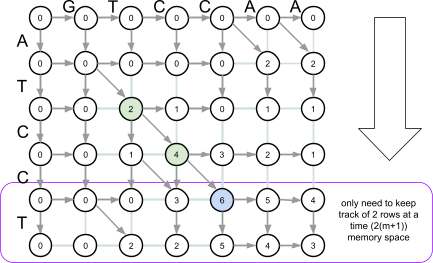 G T C C A A
0 0 0 0 0 0 0
A
0 0 0 0 0 2 2
T
0 0 2 1 0 1 1
C
0 0 1 4 3 2 1
C
0 0 0 3 6 5 4
T
0 0 2 2 5 4 3
only need to keep
track of 2 rows at a
time (2(m+1))
memory space